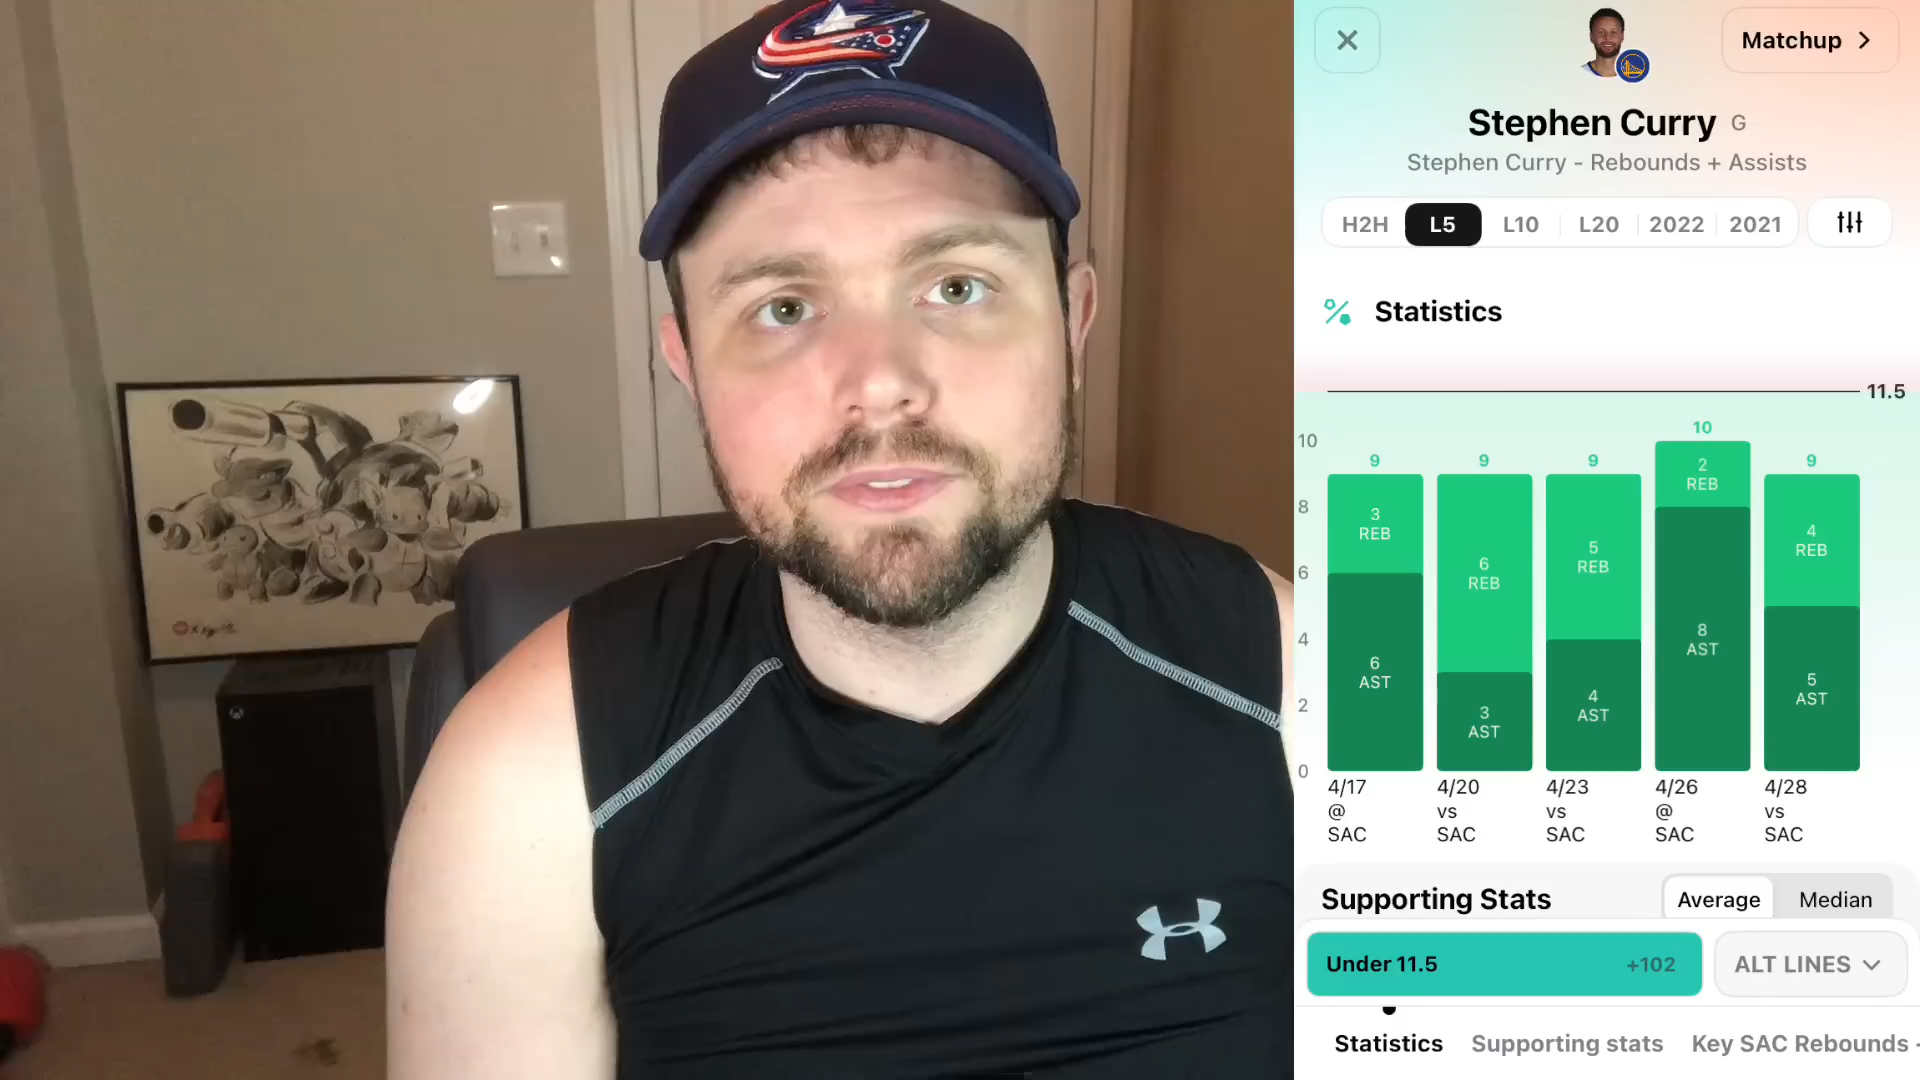 Matchup
Stephen Curry G
Stephen Curry - Rebounds + Assists
H2H L5 L10 L20 2022 2021
Statistics
11.5
10
8
6
4
2
0
9
3
REB
6
AST
9
6
REB
3
AST
9
5
REB
4
AST
10
2
REB
8
AST
9
4
REB
5
AST
4/17
@
SAC
4/20
vs
SAC
4/23
vs
SAC
4/26
@
SAC
4/28
vs
SAC
Supporting Stats
Average Median
Under 11.5 +102
ALT LINES
Statistics Supporting stats Key SAC Rebounds